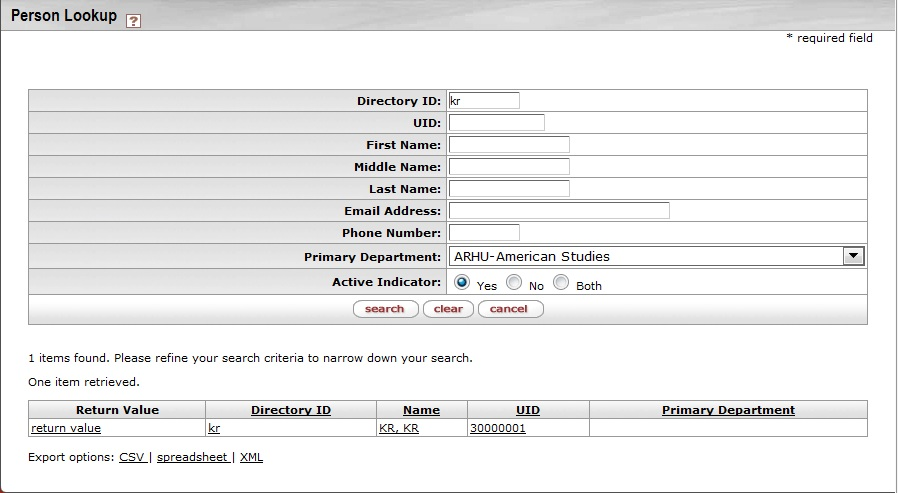 Person Lookup ?
* required field
Directory ID: kr
UID:
First Name:
Middle Name:
Last Name:
Email Address:
Phone Number:
Primary Department: ARHU-American Studies
Active Indicator: Yes No Both
search clear cancel
1 items found. Please refine your search criteria to narrow down your search.
One item retrieved.
Return Value Directory ID Name UID Primary Department
return value kr KR, KR 30000001
Export options: CSV | spreadsheet | XML